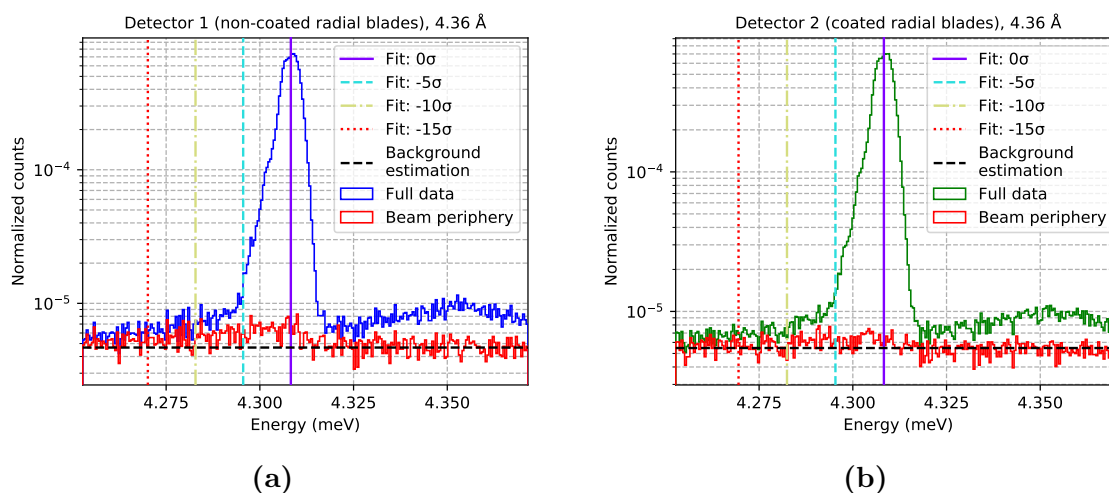 Detector 1 (non-coated radial blades), 4.36 Å
Normalized counts
10⁻⁴
10⁻⁵
4.275
4.300
4.325
4.350
Energy (meV)
Fit: 0σ
Fit: -5σ
Fit: -10σ
Fit: -15σ
Background
estimation
Full data
Beam periphery
(a)
Detector 2 (coated radial blades), 4.36 Å
Normalized counts
10⁻⁴
10⁻⁵
4.275
4.300
4.325
4.350
Energy (meV)
Fit: 0σ
Fit: -5σ
Fit: -10σ
Fit: -15σ
Background
estimation
Full data
Beam periphery
(b)